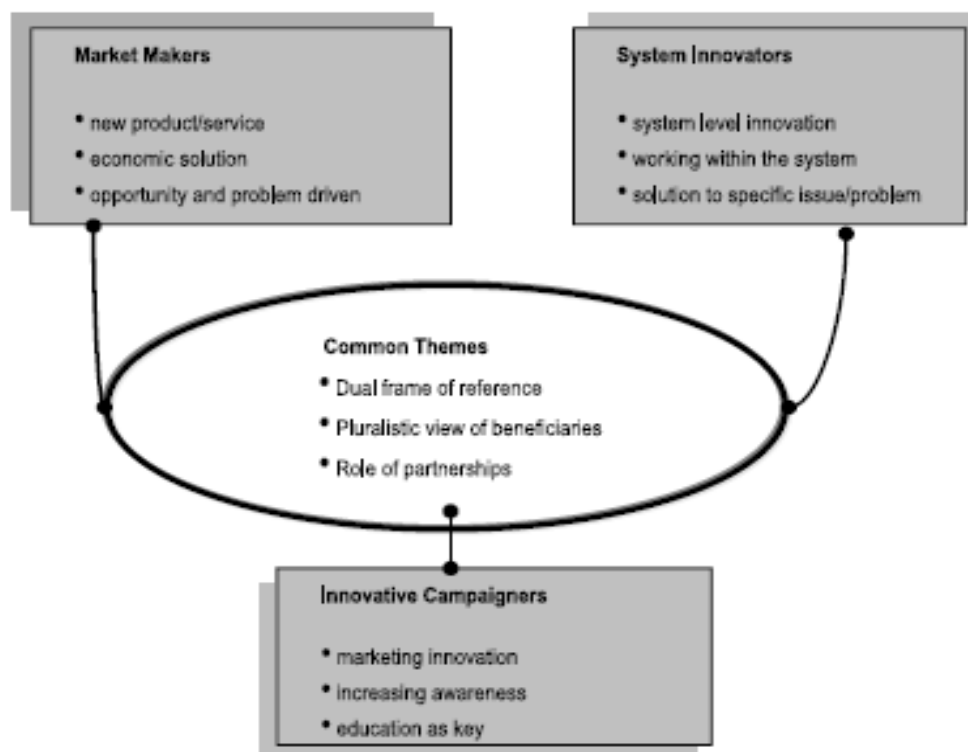 Market Makers
• new product/service
• economic solution
• opportunity and problem driven
System Innovators
• system level innovation
• working within the system
• solution to specific issue/problem
Common Themes
• Dual frame of reference
• Pluralistic view of beneficiaries
• Role of partnerships
Innovative Campaigners
• marketing innovation
• increasing awareness
• education as key